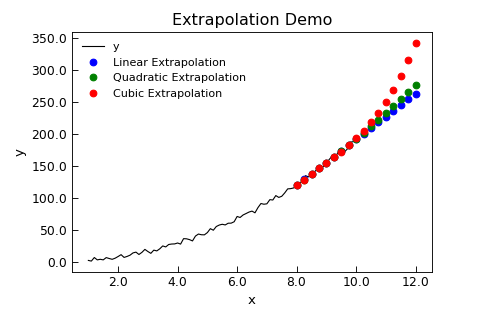 Extrapolation Demo
y
Linear Extrapolation
Quadratic Extrapolation
Cubic Extrapolation
350.0
300.0
250.0
200.0
150.0
100.0
50.0
0.0
y
2.0 4.0 6.0 8.0 10.0 12.0
x